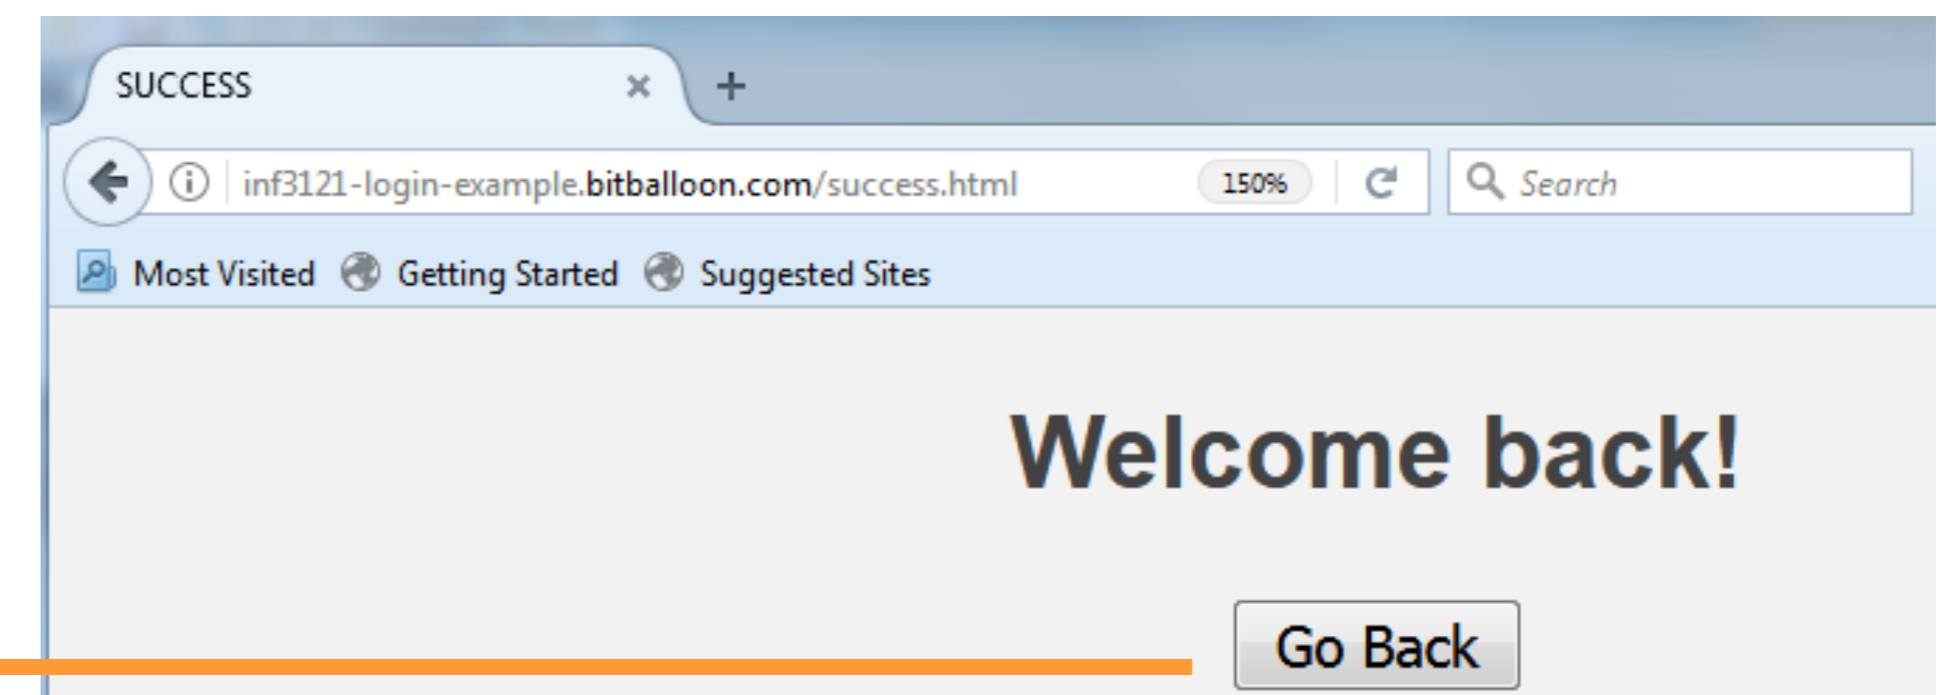 SUCCESS
inf3121-login-example.bitballoon.com/success.html 150% Search
Most Visited Getting Started Suggested Sites
Welcome back!
Go Back